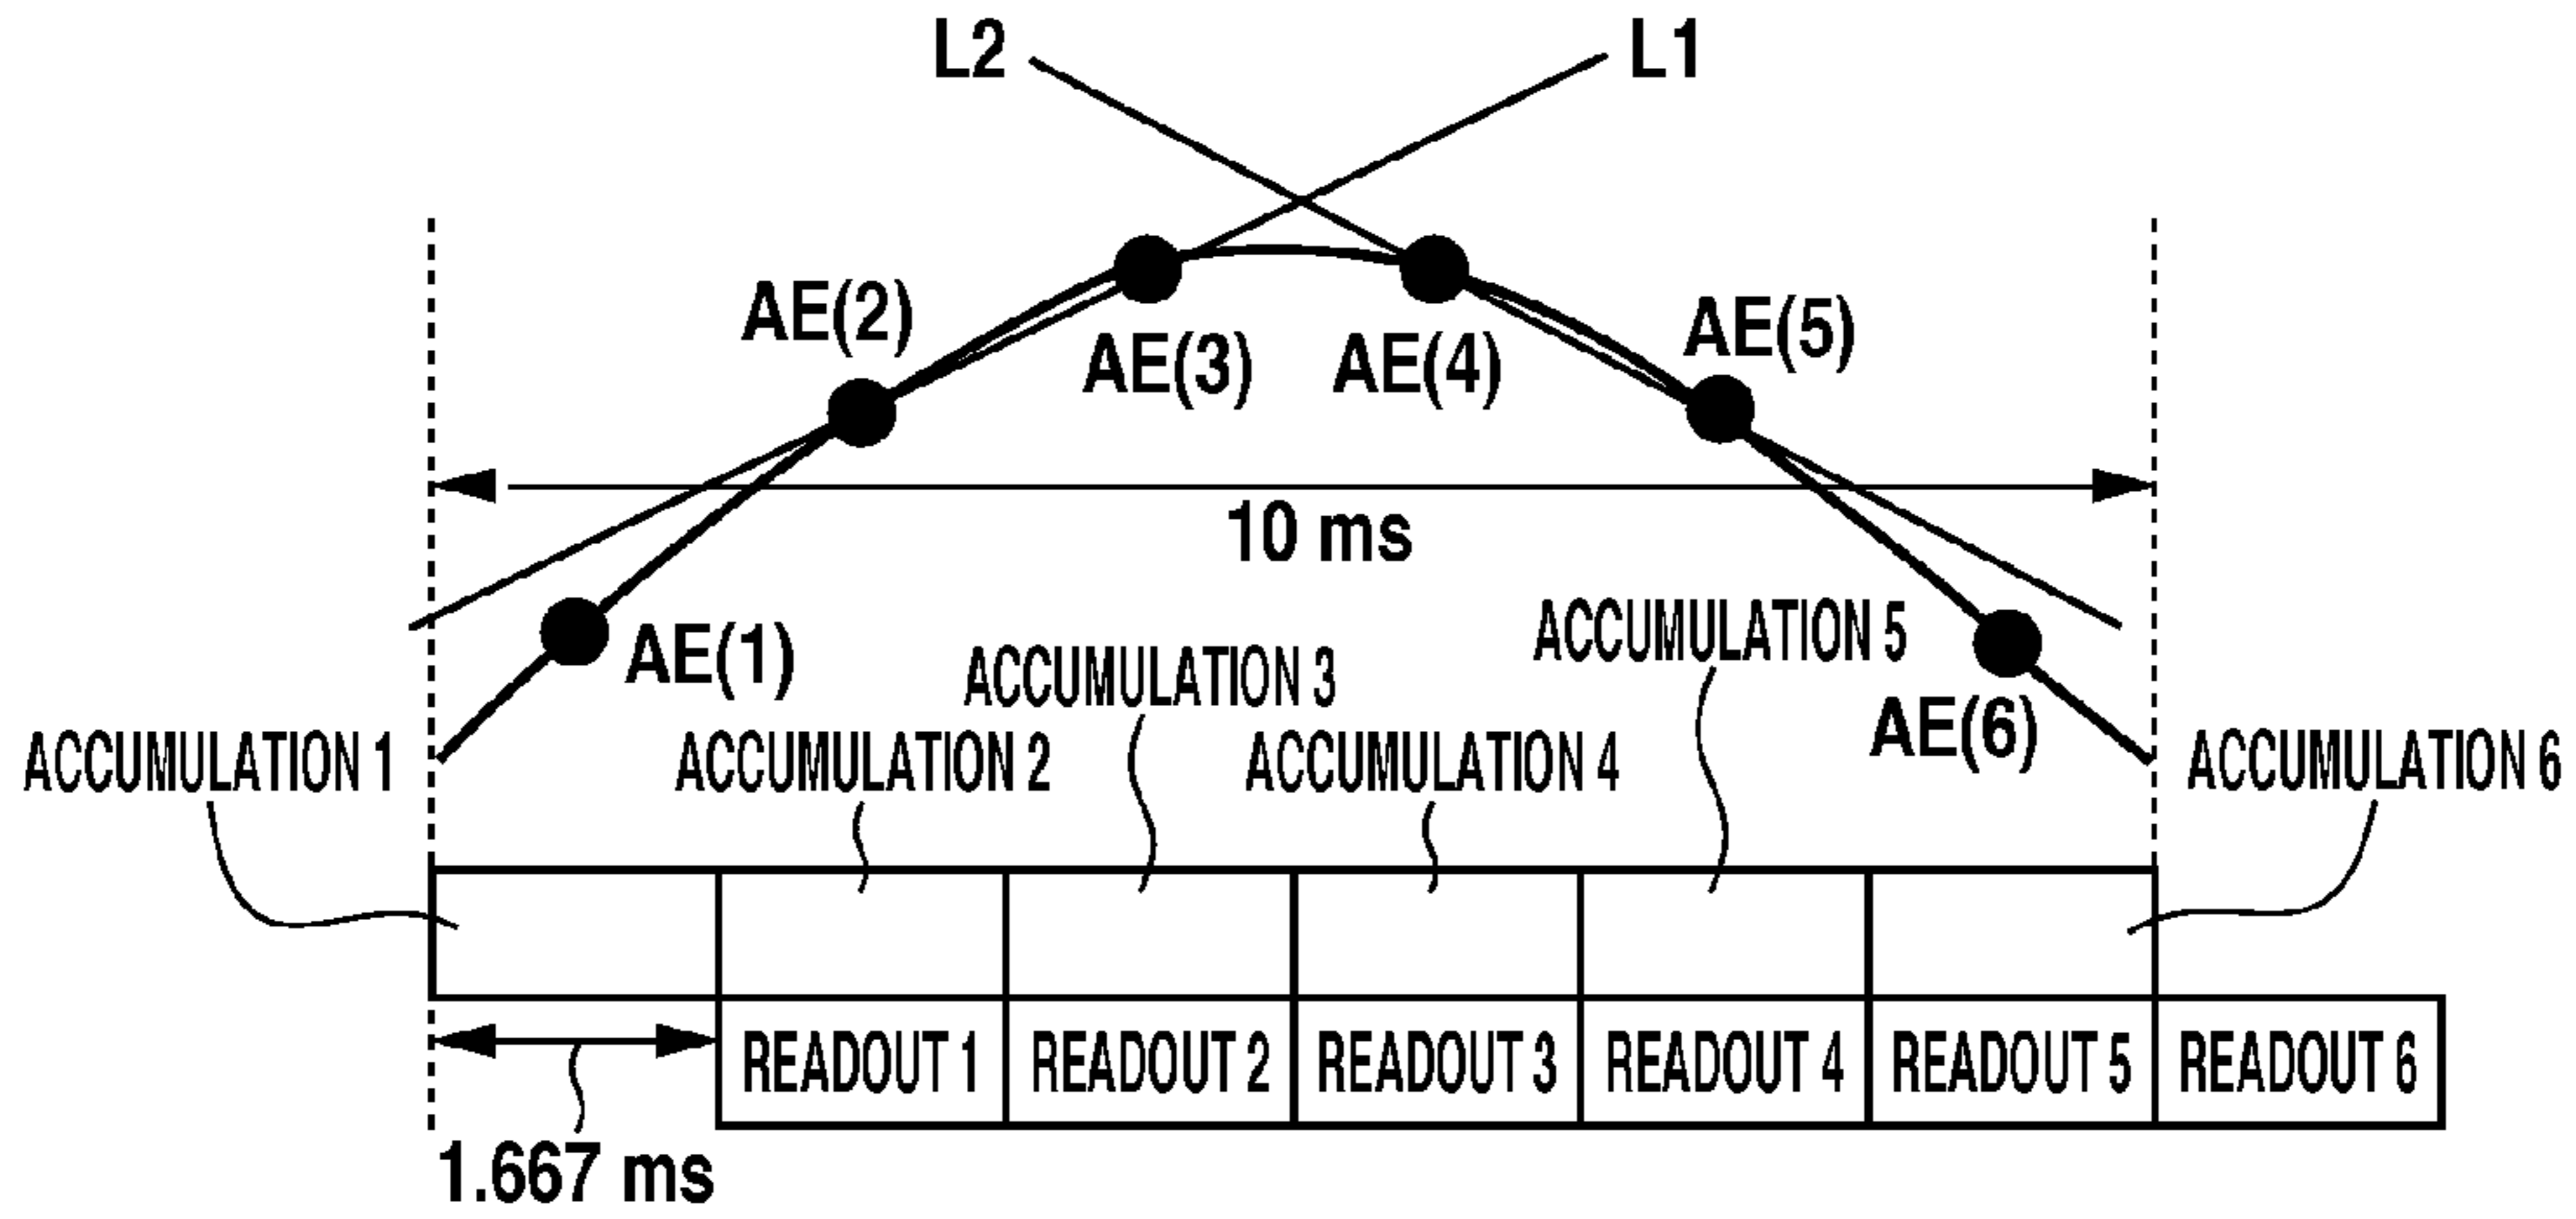 L2
L1
AE(2)
AE(3)
AE(4)
AE(5)
10 ms
AE(1)
ACCUMULATION 5
ACCUMULATION 3
AE(6)
ACCUMULATION 1
ACCUMULATION 2
ACCUMULATION 4
ACCUMULATION 6
READOUT 1
READOUT 2
READOUT 3
READOUT 4
READOUT 5
READOUT 6
1.667 ms